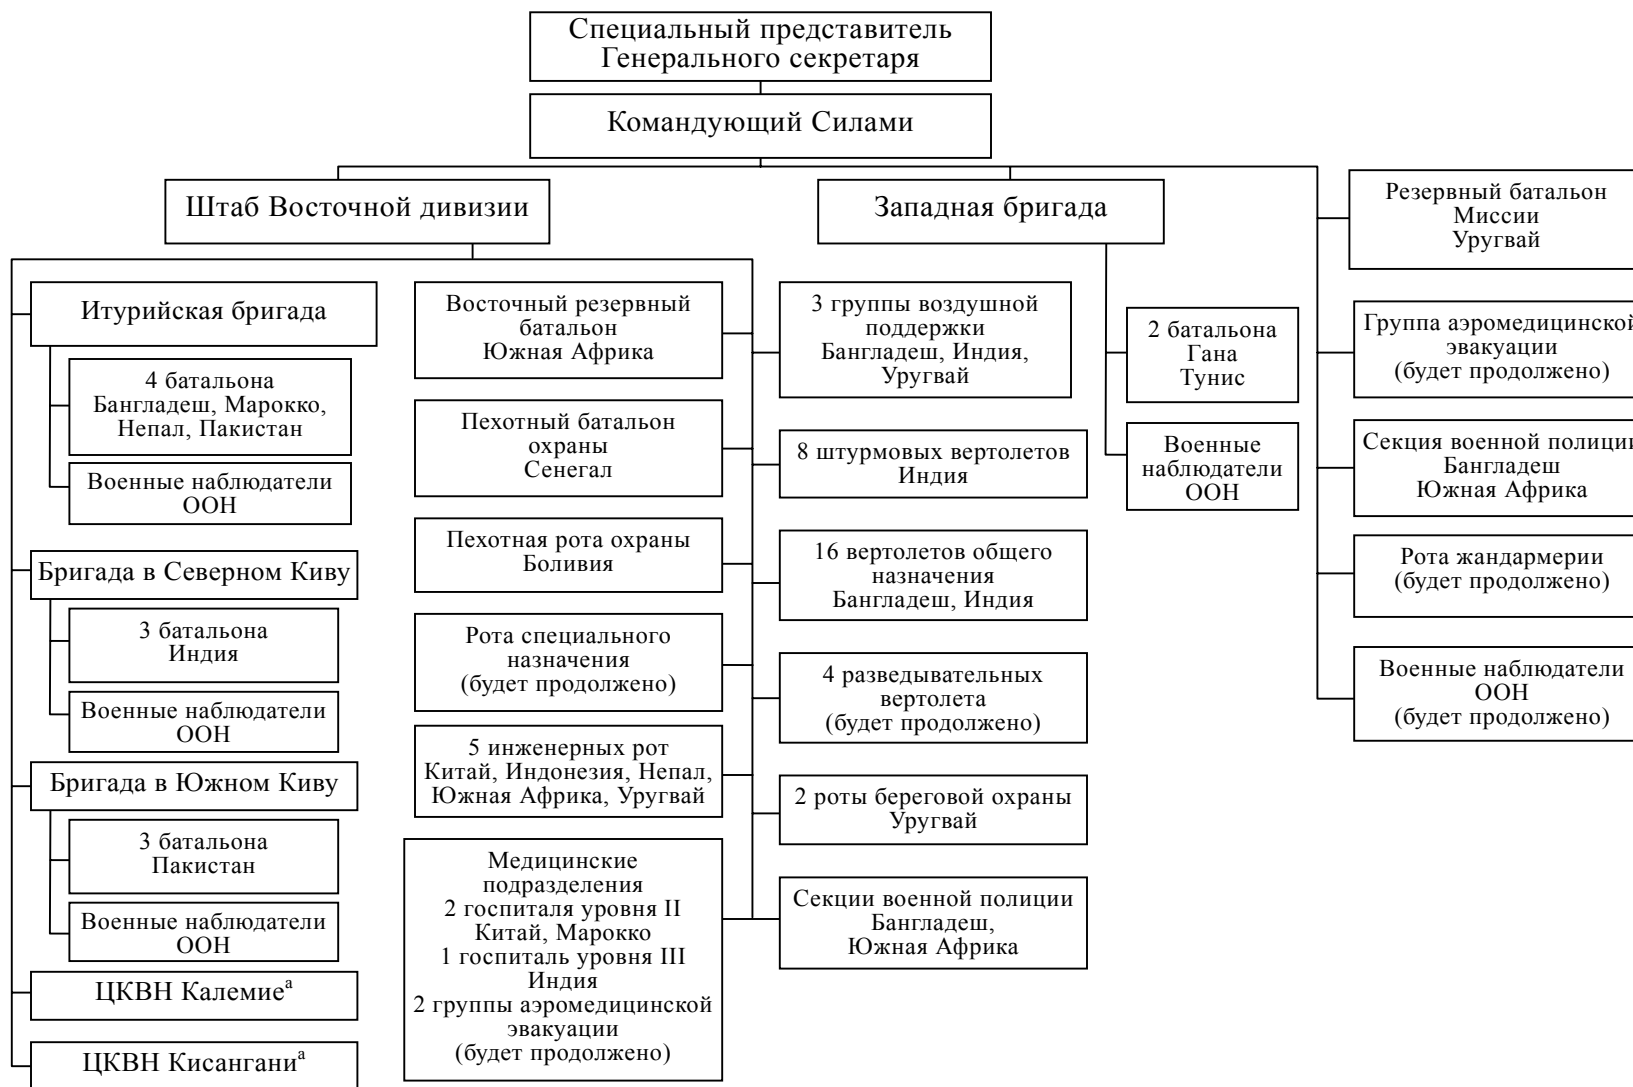 Специальный представитель
Генерального секретаря
Командующий Силами
Штаб Восточной дивизии
Западная бригада
Итурийская бригада
4 батальона
Бангладеш, Марокко,
Непал, Пакистан
Военные наблюдатели
ООН
Бригада в Северном Киву
3 батальона
Индия
Военные наблюдатели
ООН
Бригада в Южном Киву
3 батальона
Пакистан
Военные наблюдатели
ООН
ЦКВН Калемиеª
ЦКВН Кисанганиª
Восточный резервный
батальон
Южная Африка
Пехотный батальон
охраны
Сенегал
Пехотная рота охраны
Боливия
Рота специального
назначения
(будет продолжено)
5 инженерных рот
Китай, Индонезия, Непал,
Южная Африка, Уругвай
Медицинские
подразделения
2 госпиталя уровня II
Китай, Марокко
1 госпиталь уровня III
Индия
2 группы аэромедицинской
эвакуации
(будет продолжено)
3 группы воздушной
поддержки
Бангладеш, Индия,
Уругвай
8 штурмовых вертолетов
Индия
16 вертолетов общего
назначения
Бангладеш, Индия
4 разведывательных
вертолета
(будет продолжено)
2 роты береговой охраны
Уругвай
Секции военной полиции
Бангладеш,
Южная Африка
2 батальона
Гана
Тунис
Военные
наблюдатели
ООН
Резервный батальон
Миссии
Уругвай
Группа аэромедицинской
эвакуации
(будет продолжено)
Секция военной полиции
Бангладеш
Южная Африка
Рота жандармерии
(будет продолжено)
Военные наблюдатели
ООН
(будет продолжено)